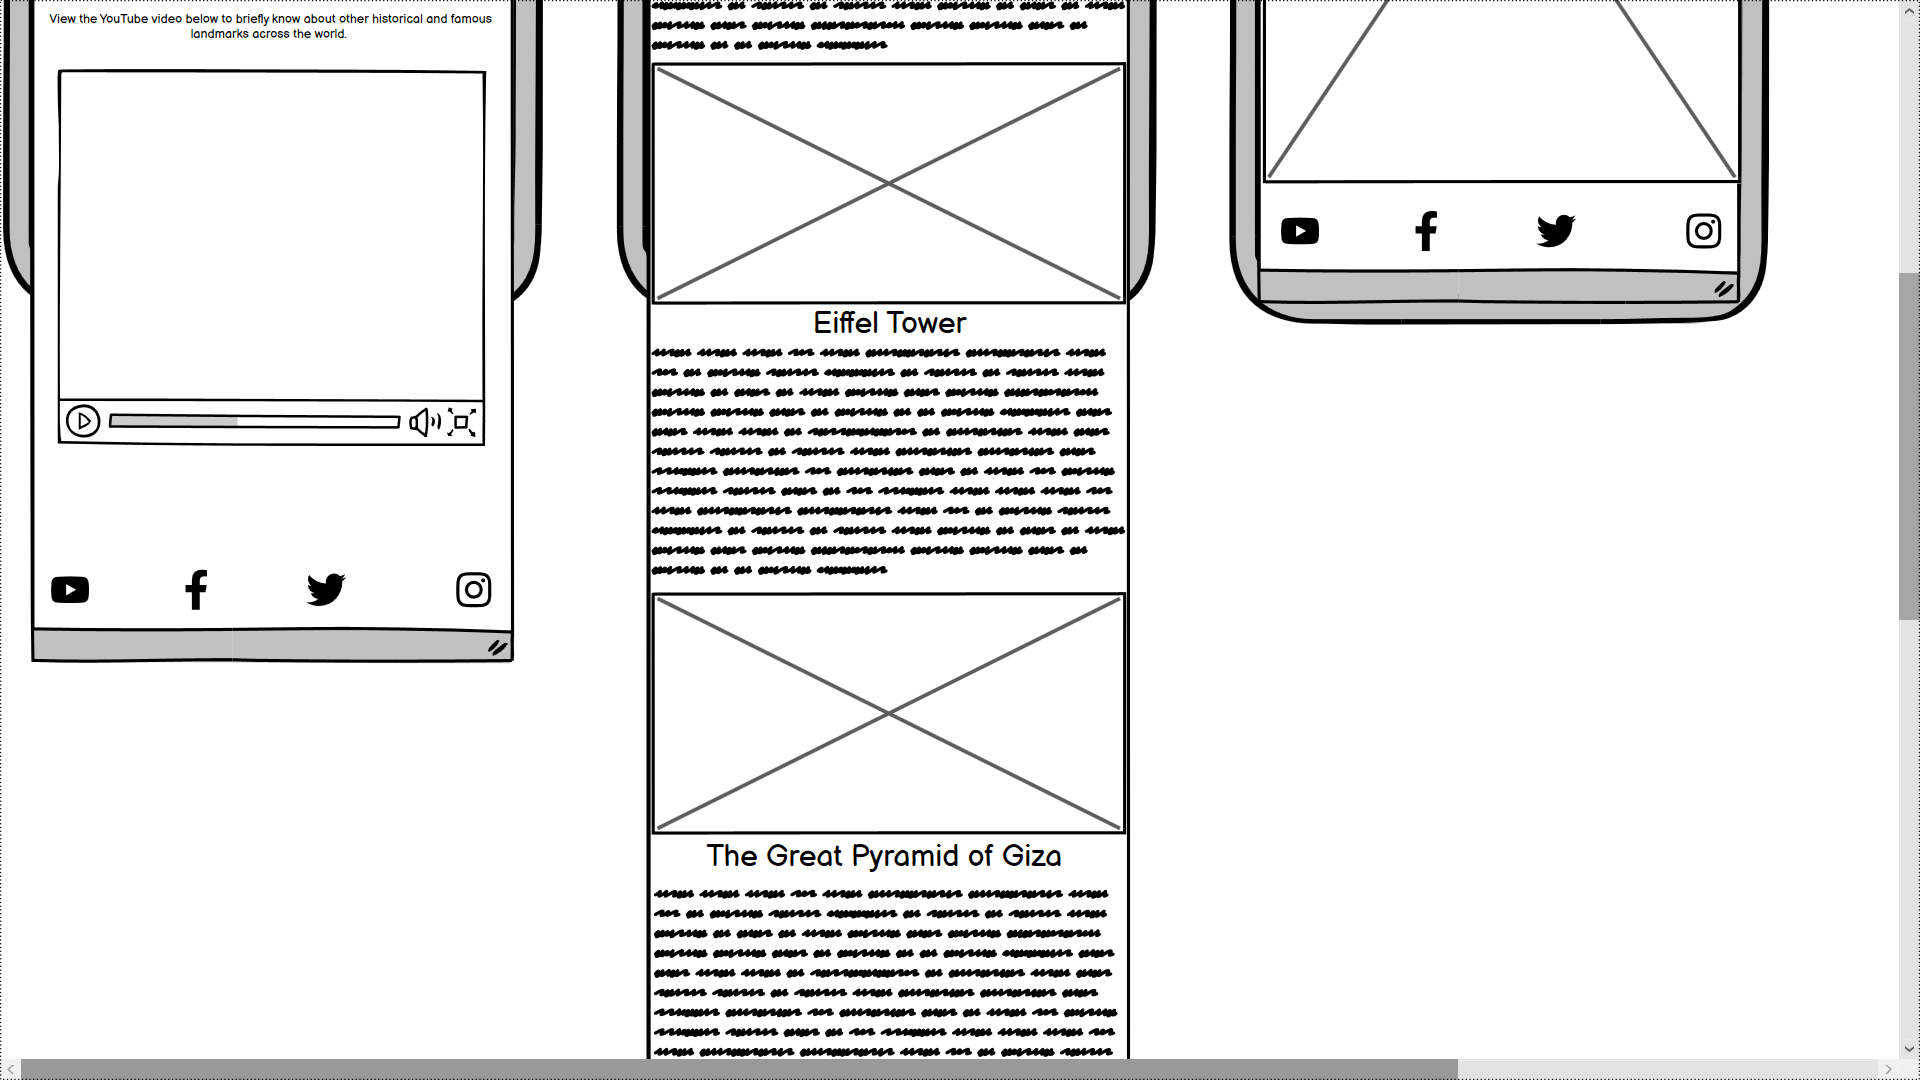 View the YouTube video below to briefly know about other historical and famous
landmarks across the world.
Eiffel Tower
The Great Pyramid of Giza